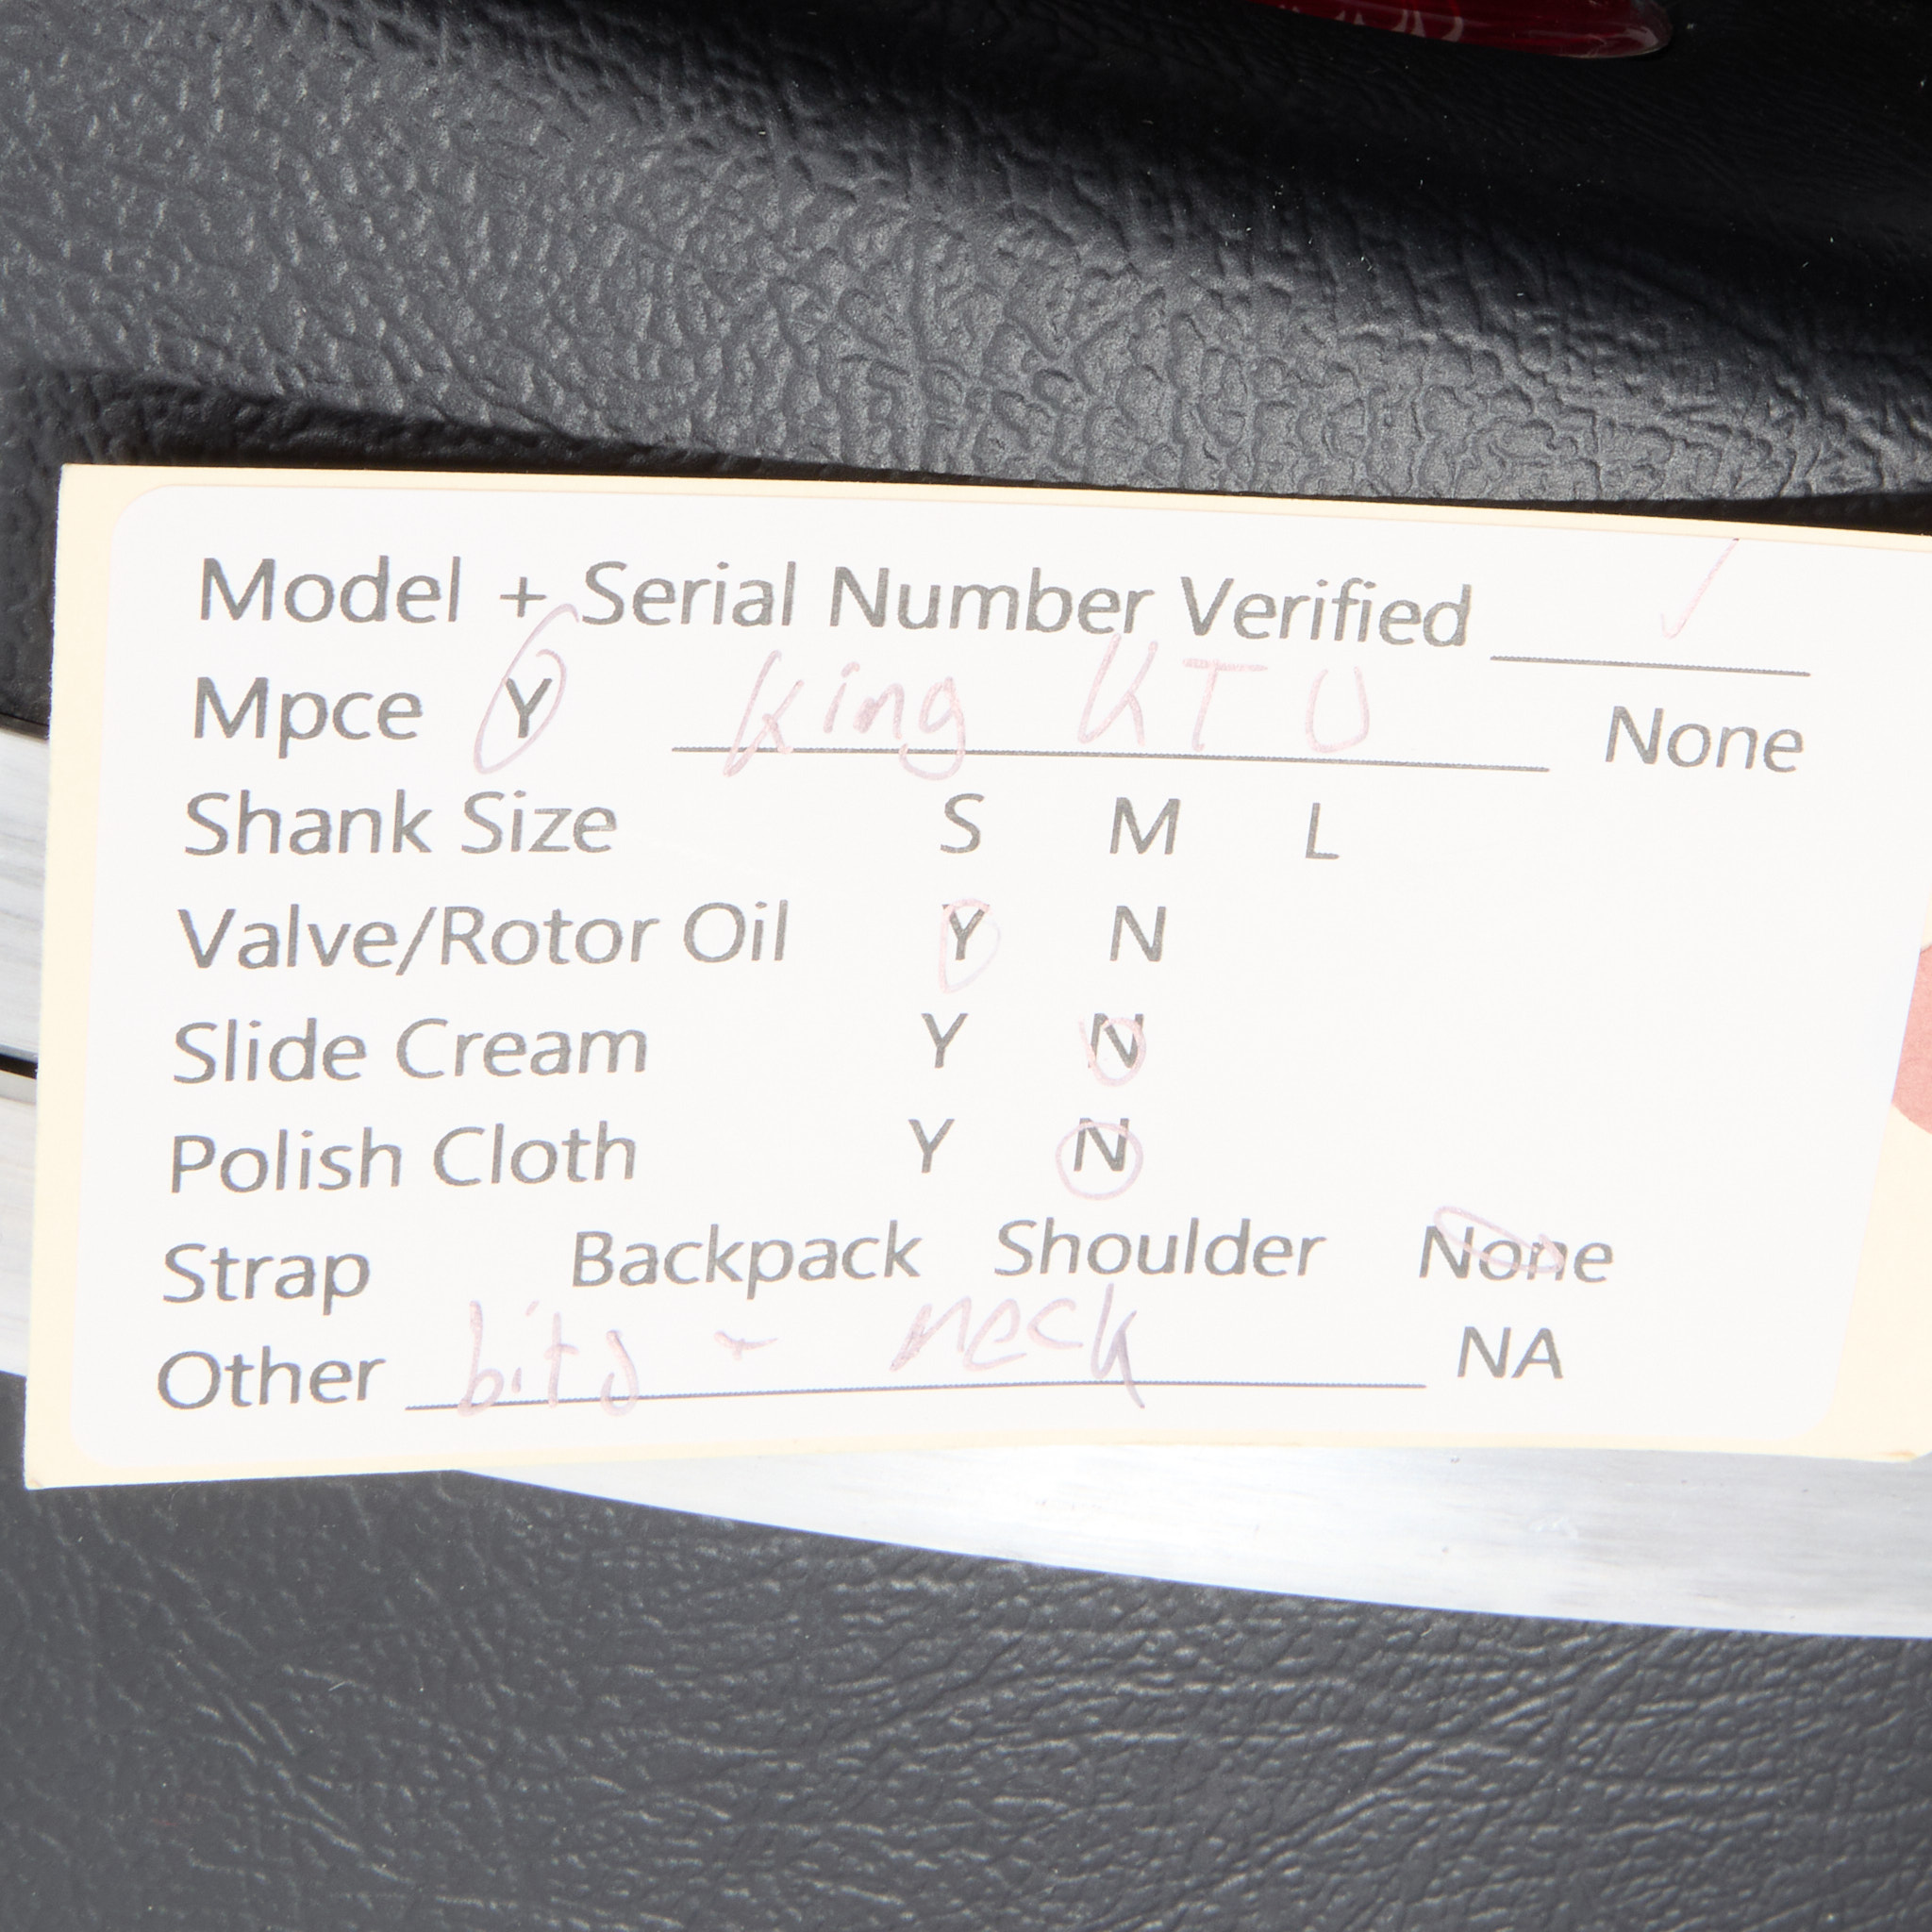 Model + Serial Number Verified ✓
Mpce Y King KTU None
Shank Size S M L
Valve/Rotor Oil Y N
Slide Cream Y N
Polish Cloth Y N
Strap Backpack Shoulder None
Other bits + neck NA